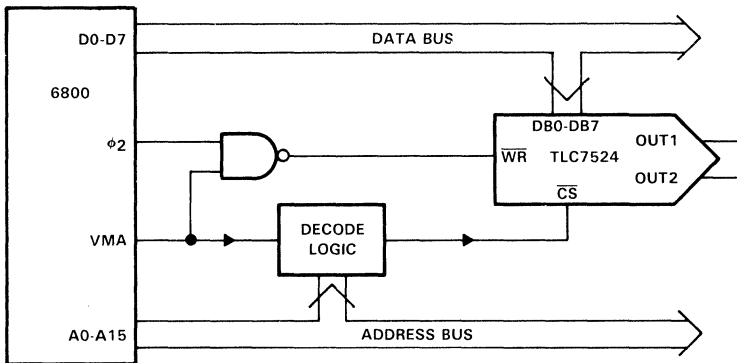 D0-D7
DATA BUS
6800
DB0-DB7
ϕ2
OUT1
WR TLC7524
OUT2
CS
DECODE
LOGIC
VMA
A0-A15
ADDRESS BUS